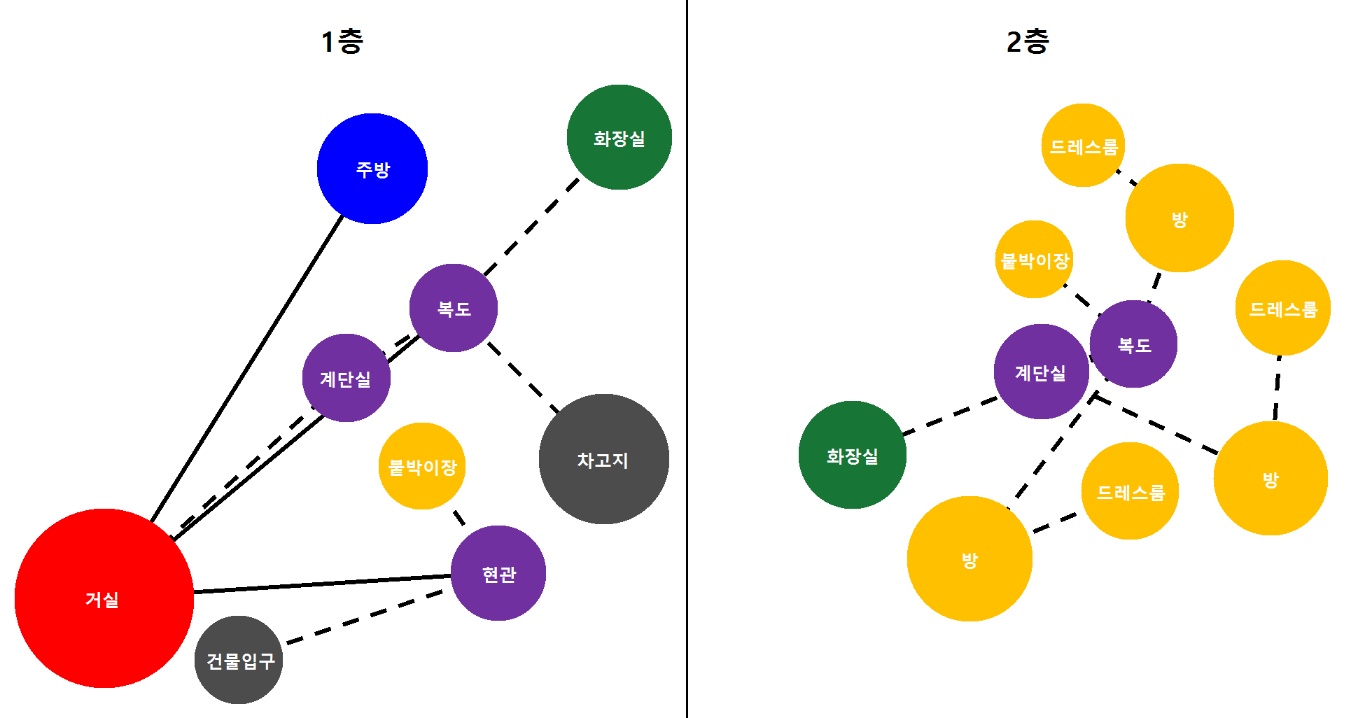 1층
화장실
주방
복도
계단실
붙박이장
차고지
현관
거실
건물입구
2층
드레스룸
방
붙박이장
드레스룸
복도
계단실
화장실
방
드레스룸
방